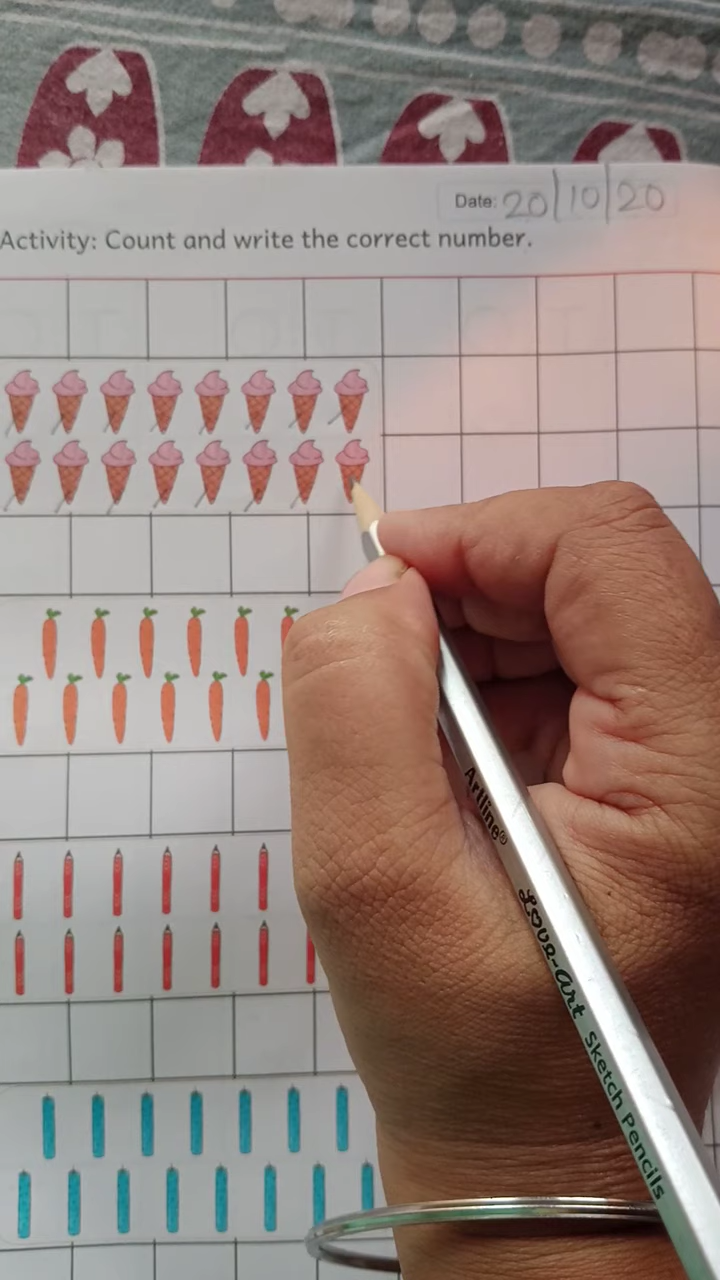 Date: 20/10/20
Activity: Count and write the correct number.
Artline® Love-Art Sketch Pencils